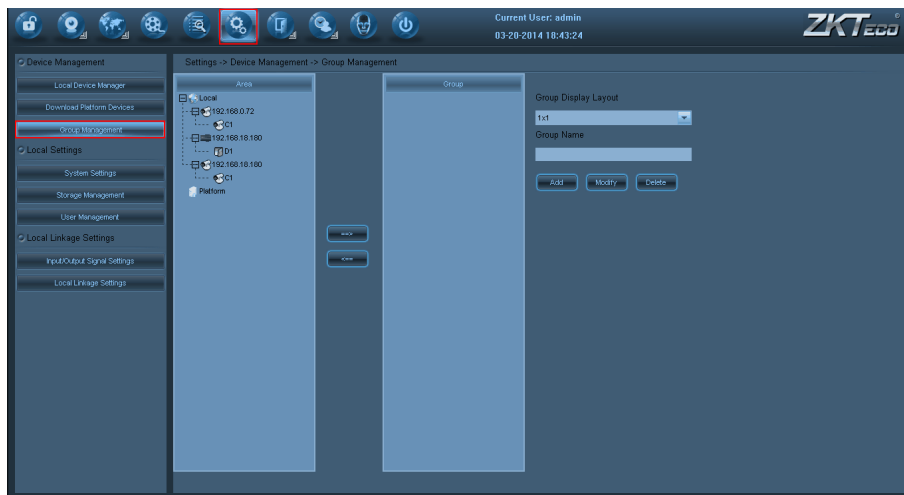 Current User: admin
03-20-2014 18:43:24
ZKTeco
Device Management
Local Device Manager
Download Platform Devices
Group Management
Local Settings
System Settings
Storage Management
User Management
Local Linkage Settings
Input/Output Signal Settings
Local Linkage Settings
Settings -> Device Management -> Group Management
Area
Local
192.168.0.72
C1
192.168.18.180
D1
192.168.18.180
C1
Platform
==>
<==
Group
Group Display Layout
1x1
Group Name
Add Modify Delete